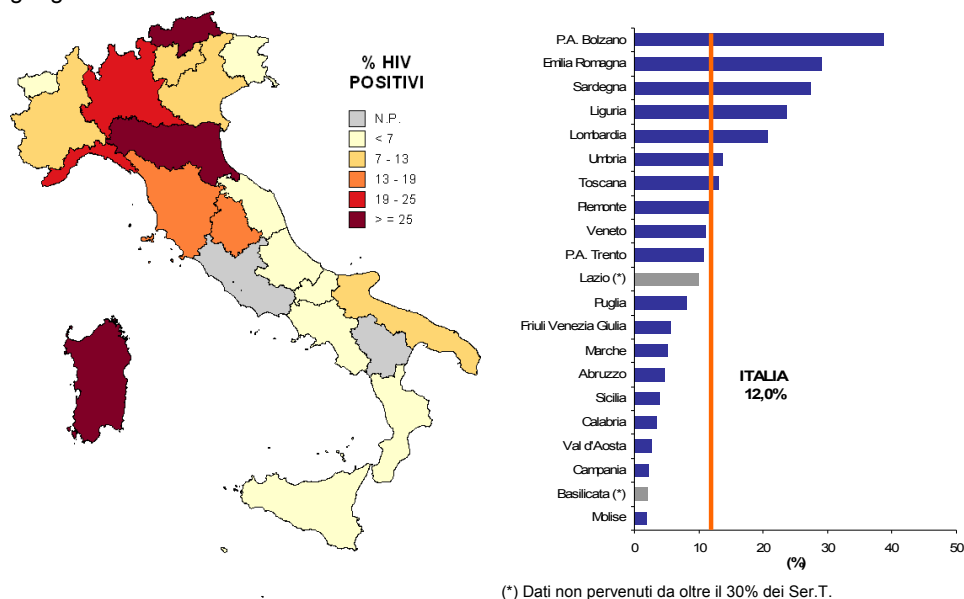 % HIV
POSITIVI
N.P.
< 7
7 - 13
13 - 19
19 - 25
> = 25
P.A. Bolzano
Emilia Romagna
Sardegna
Liguria
Lombardia
Umbria
Toscana
Piemonte
Veneto
P.A. Trento
Lazio (*)
Puglia
Friuli Venezia Giulia
Marche
Abruzzo
Sicilia
Calabria
Val d'Aosta
Campania
Basilicata (*)
Molise
ITALIA
12,0%
0 10 20 30 40 50
(%)
(*) Dati non pervenuti da oltre il 30% dei Ser.T.